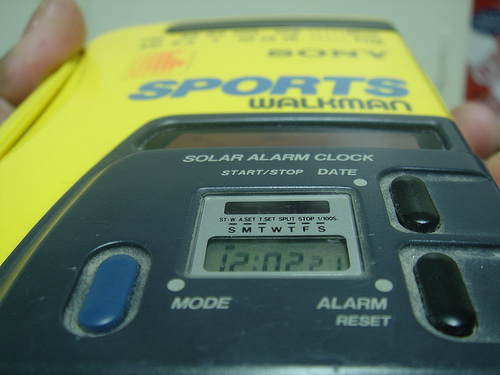 SONY
SPORTS
WALKMAN
SOLAR ALARM CLOCK
START/STOP DATE
ST-W A.SET T.SET SPLIT STOP 1/100S.
S M T W T F S
12:02 21
MODE ALARM
RESET